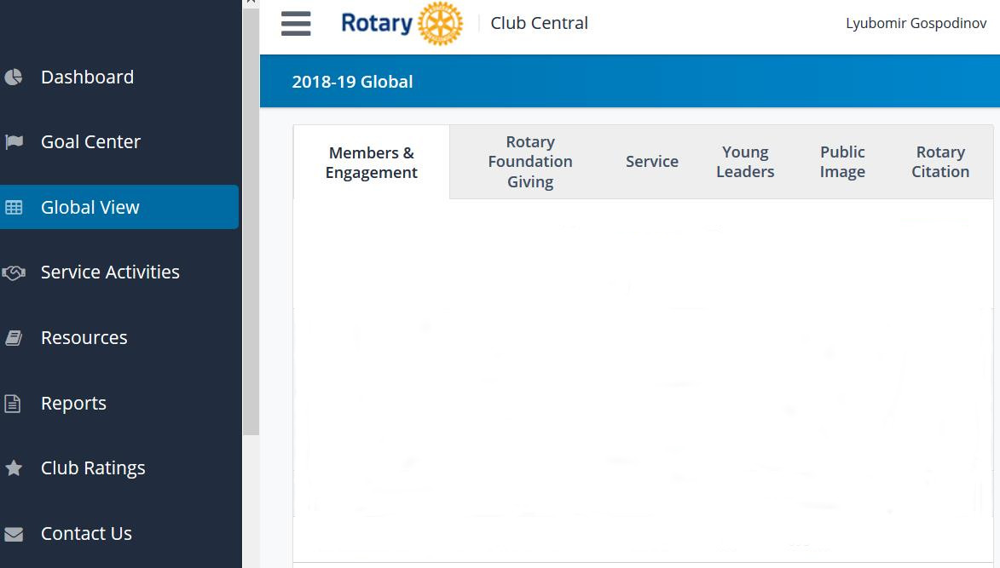 Dashboard
Goal Center
Global View
Service Activities
Resources
Reports
Club Ratings
Contact Us
Rotary
Club Central
Lyubomir Gospodinov
2018-19 Global
Members &
Engagement
Rotary
Foundation
Giving
Service
Young
Leaders
Public
Image
Rotary
Citation